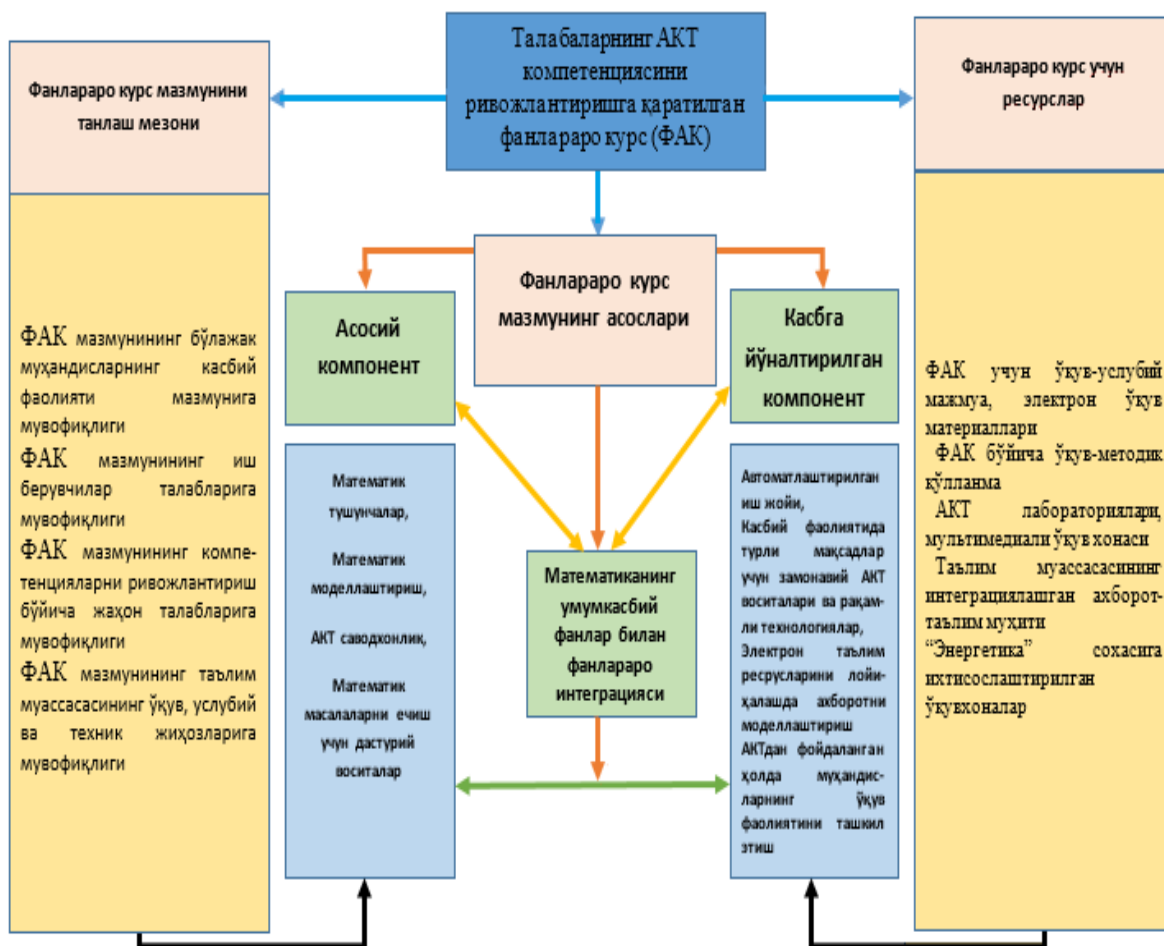 Талабаларнинг АКТ
компетенциясини
ривожлантиришга қаратилган
фанлараро курс (ФАК)
Фанлараро курс мазмунини
танлаш мезони
Фанлараро курс учун
ресурслар
Фанлараро курс
мазмунинг асослари
Асосий
компонент
Касбга
йўналтирилган
компонент
ФАК мазмунининг бўлажак
муҳандисларнинг касбий
фаолияти мазмунига
мувофиқлиги
ФАК мазмунининг иш
берувчилар талабларига
мувофиқлиги
ФАК мазмунининг компе-
тенцияларни ривожлантириш
бўйича жаҳон талабларига
мувофиқлиги
ФАК мазмунининг таълим
муассасасининг ўқув, услубий
ва техник жиҳозларига
мувофиқлиги
Математик
тушунчалар,
Математик
моделлаштириш,
АКТ саводхонлик,
Математик
масалаларни ечиш
учун дастурий
воситалар
Математиканинг
умумкасбий
фанлар билан
фанлараро
интеграцияси
Автоматлаштирилган
иш жойи,
Касбий фаолиятида
турли мақсадлар
учун замонавий АКТ
воситалари ва рақам-
ли технологиялар,
Электрон таълим
ресрусларини лойи-
ҳалашда ахборотни
моделлаштириш
АКТдан фойдаланган
ҳолда муҳандис-
ларнинг ўқув
фаолиятини ташкил
этиш
ФАК учун ўқув-услубий
мажмуа, электрон ўқув
материаллари
ФАК бўйича ўқув-методик
қўлланма
АКТ лабораториялари,
мультимедиали ўқув хонаси
Таълим муассасасининг
интеграциялашган ахборот-
таълим муҳити
“Энергетика” сохасига
ихтисослаштирилган
ўқувхоналар